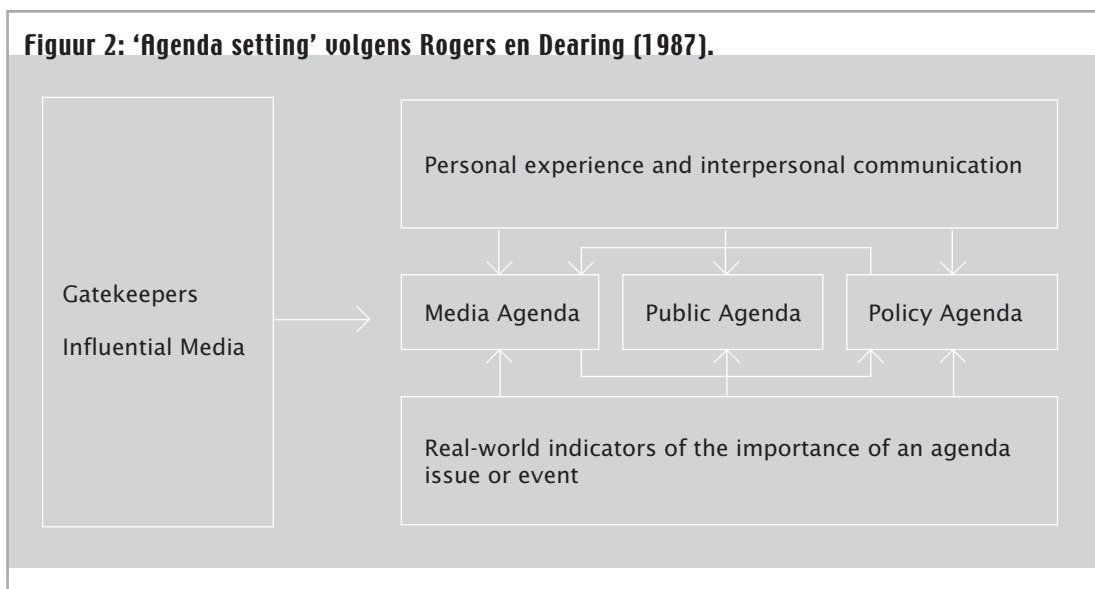 Figuur 2: ‘Agenda setting’ volgens Rogers en Dearing (1987).
Gatekeepers
Influential Media
Personal experience and interpersonal communication
Media Agenda
Public Agenda
Policy Agenda
Real-world indicators of the importance of an agenda
issue or event